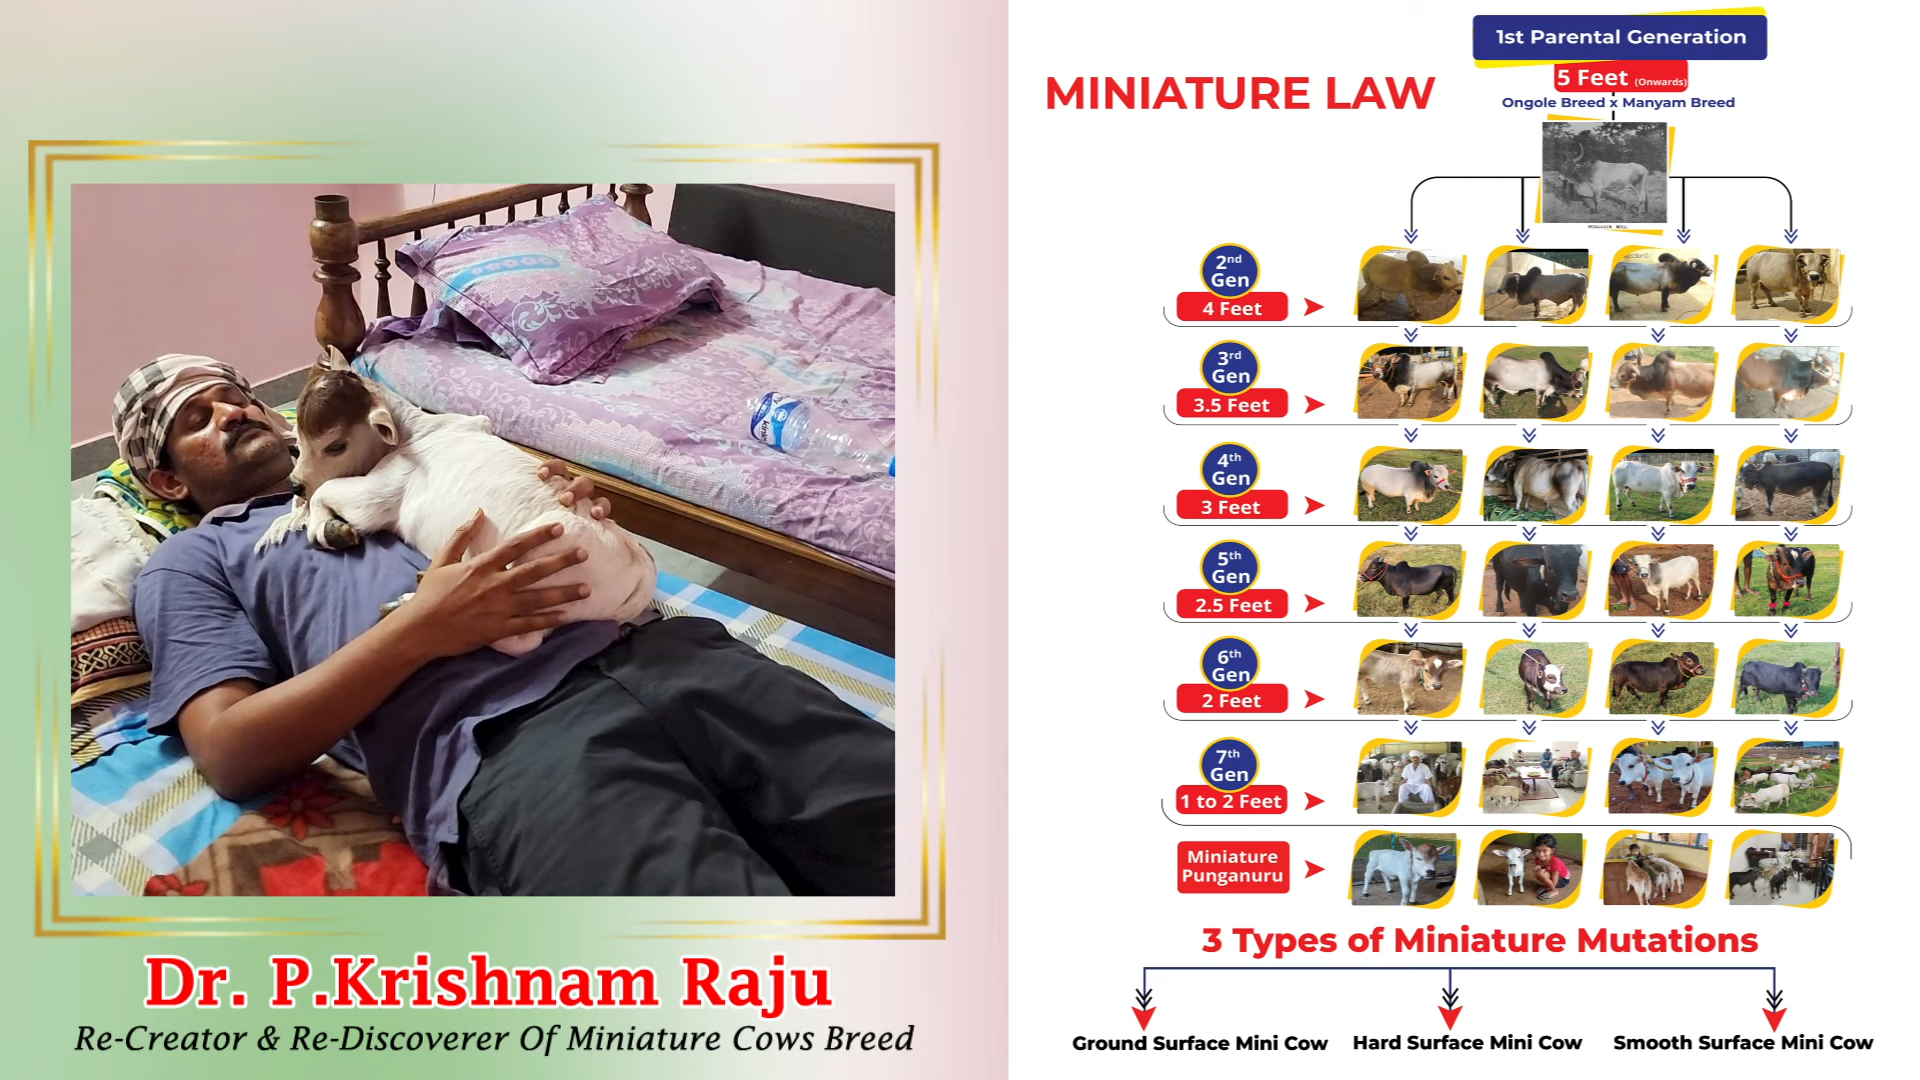 Dr. P.Krishnam Raju
Re-Creator & Re-Discoverer Of Miniature Cows Breed
MINIATURE LAW
1st Parental Generation
5 Feet (Onwards)
Ongole Breed x Manyam Breed
2nd
Gen
4 Feet
3rd
Gen
3.5 Feet
4th
Gen
3 Feet
5th
Gen
2.5 Feet
6th
Gen
2 Feet
7th
Gen
1 to 2 Feet
Miniature
Punganuru
3 Types of Miniature Mutations
Ground Surface Mini Cow
Hard Surface Mini Cow
Smooth Surface Mini Cow